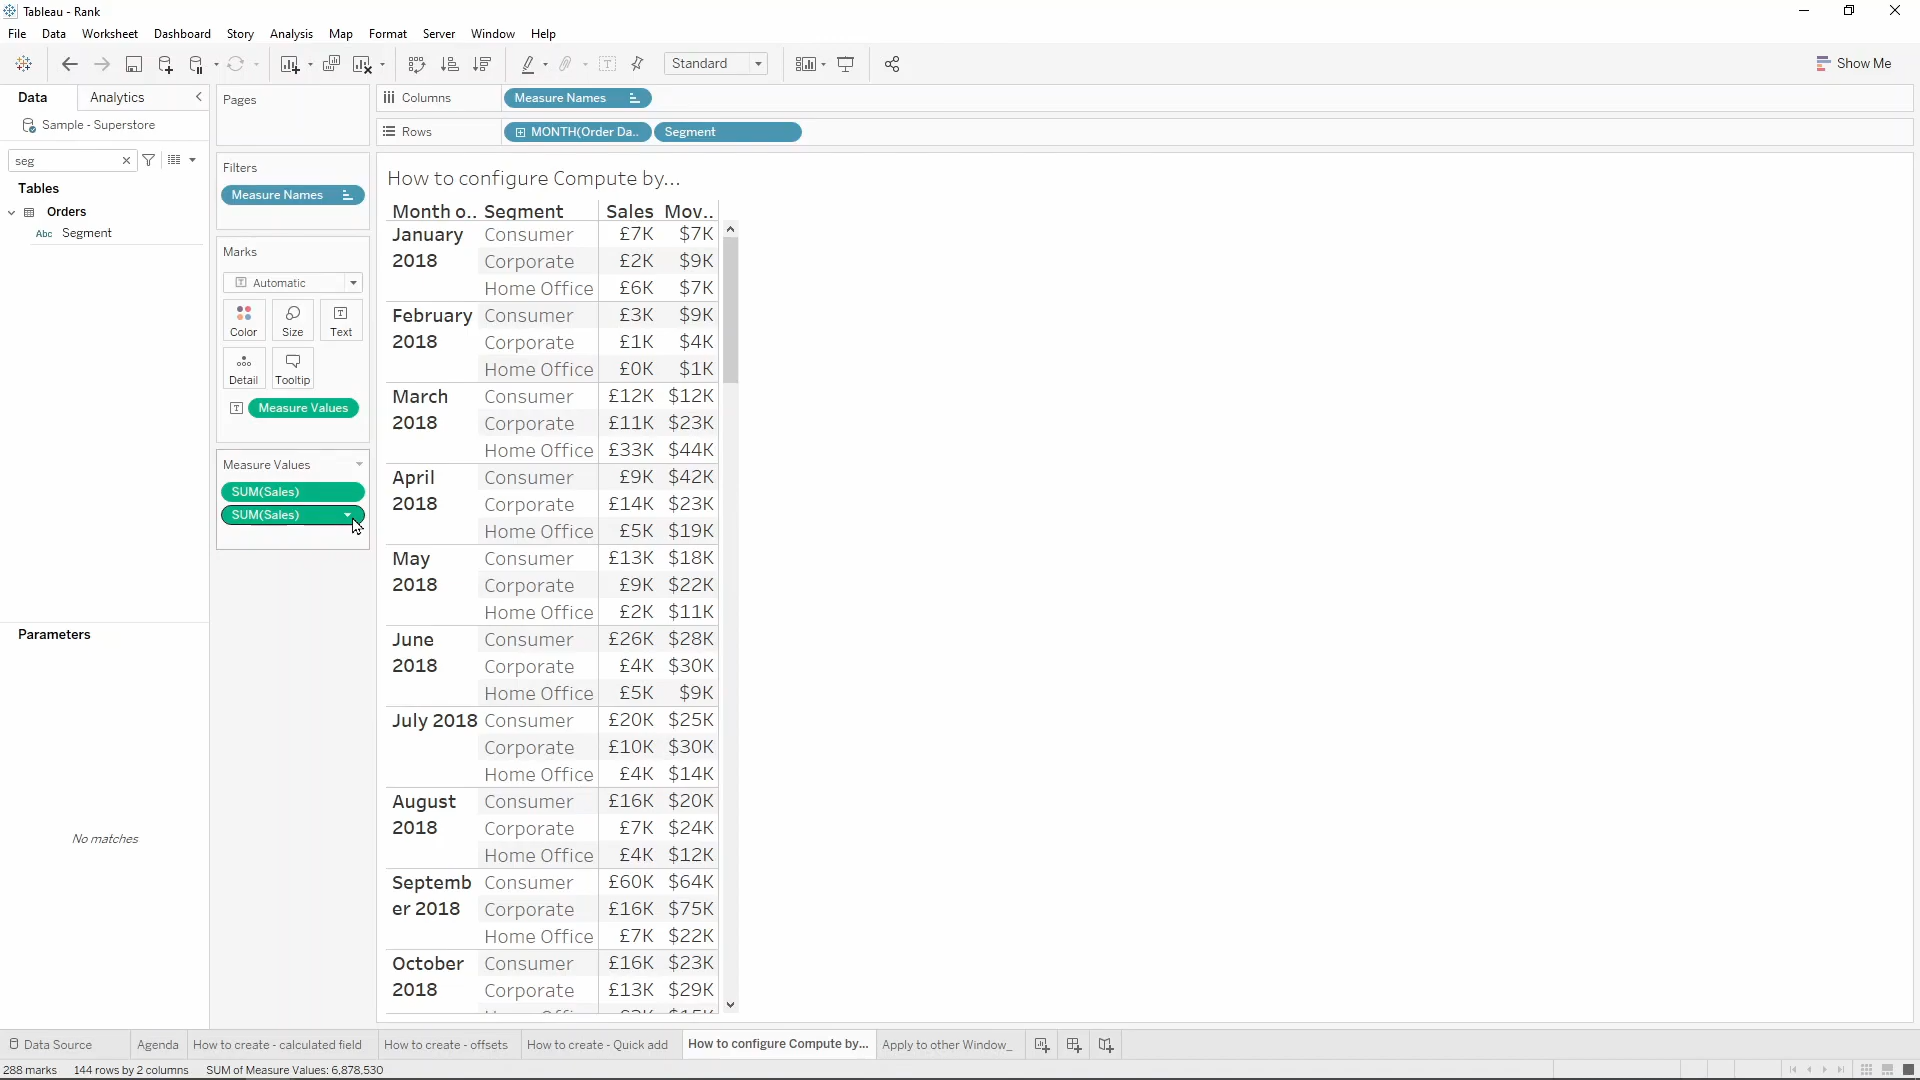 Tableau - Rank
File Data Worksheet Dashboard Story Analysis Map Format Server Window Help
Standard
Show Me
Data Analytics
Sample - Superstore
seg
Tables
Orders
Abc Segment
Parameters
No matches
Pages
Filters
Measure Names
Marks
Automatic
Color Size Text
Detail Tooltip
Measure Values
Measure Values
SUM(Sales)
SUM(Sales)
Columns Measure Names
Rows MONTH(Order Da.. Segment
How to configure Compute by...
Month o.. Segment Sales Mov..
January Consumer £7K $7K
2018 Corporate £2K $9K
Home Office £6K $7K
February Consumer £3K $9K
2018 Corporate £1K $4K
Home Office £0K $1K
March Consumer £12K $12K
2018 Corporate £11K $23K
Home Office £33K $44K
April Consumer £9K $42K
2018 Corporate £14K $23K
Home Office £5K $19K
May Consumer £13K $18K
2018 Corporate £9K $22K
Home Office £2K $11K
June Consumer £26K $28K
2018 Corporate £4K $30K
Home Office £5K $9K
July 2018 Consumer £20K $25K
Corporate £10K $30K
Home Office £4K $14K
August Consumer £16K $20K
2018 Corporate £7K $24K
Home Office £4K $12K
Septemb Consumer £60K $64K
er 2018 Corporate £16K $75K
Home Office £7K $22K
October Consumer £16K $23K
2018 Corporate £13K $29K
Data Source Agenda How to create - calculated field How to create - offsets How to create - Quick add How to configure Compute by... Apply to other Window_
288 marks 144 rows by 2 columns SUM of Measure Values: 6,878,530